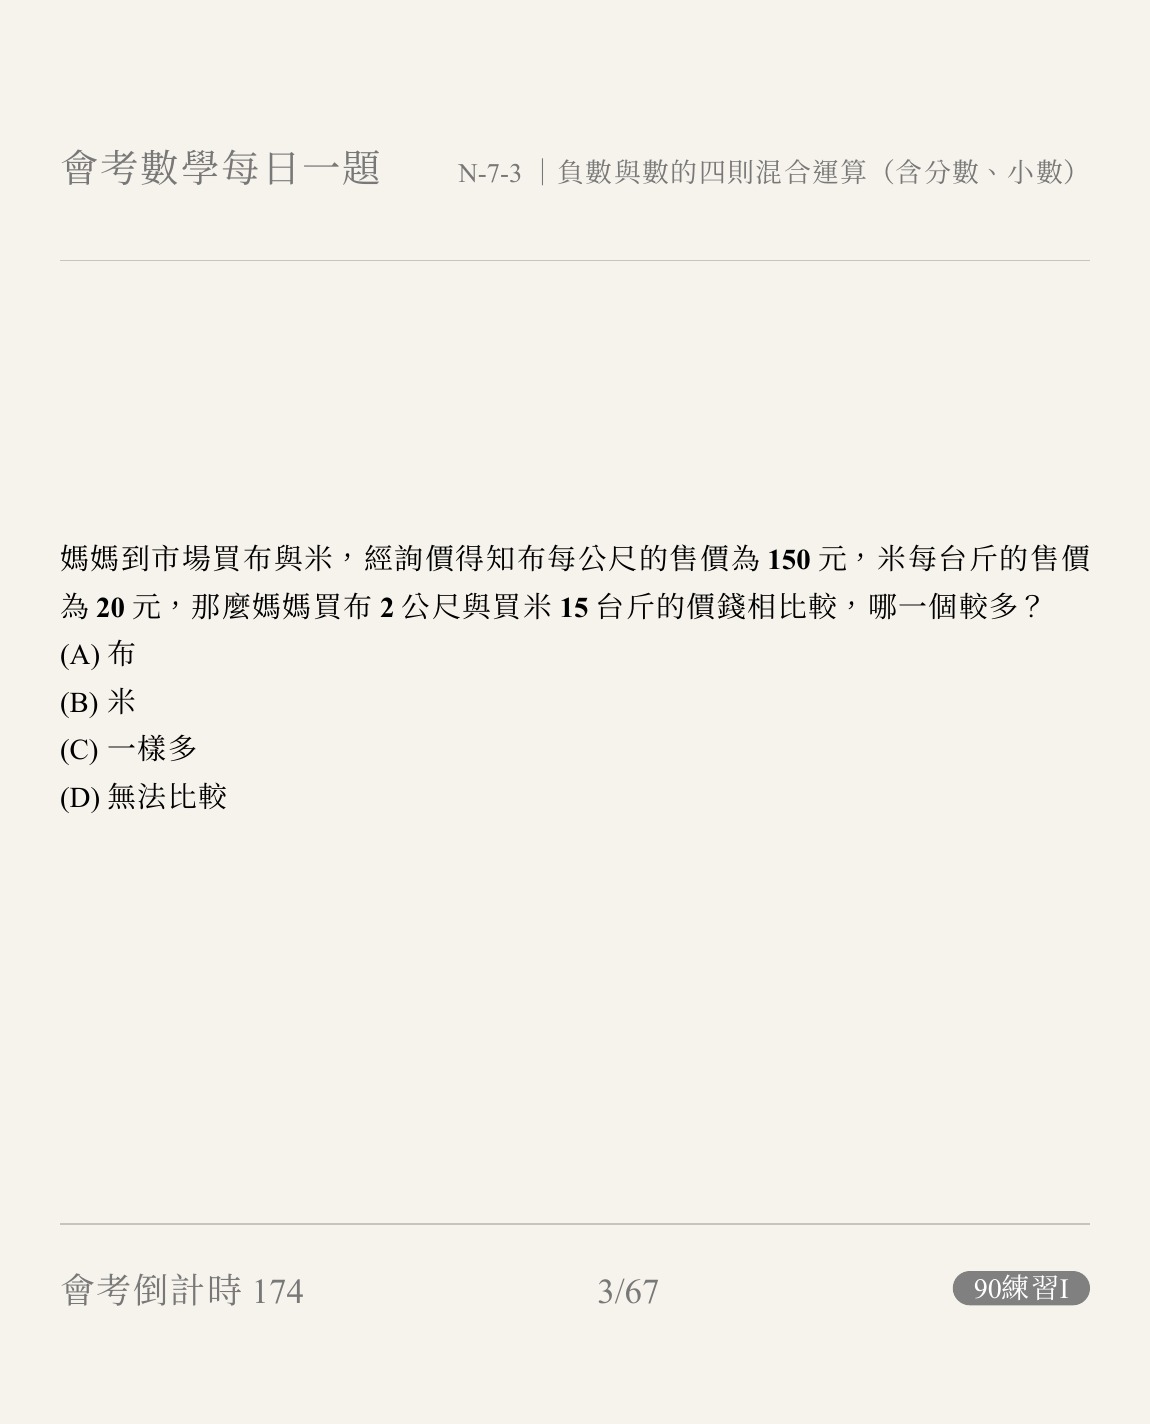 會考數學每日一題
N-7-3 ｜負數與數的四則混合運算（含分數、小數）
媽媽到市場買布與米，經詢價得知布每公尺的售價為 150 元，米每台斤的售價
為 20 元，那麼媽媽買布 2 公尺與買米 15 台斤的價錢相比較，哪一個較多？
(A) 布
(B) 米
(C) 一樣多
(D) 無法比較
會考倒計時 174
3/67
90練習I